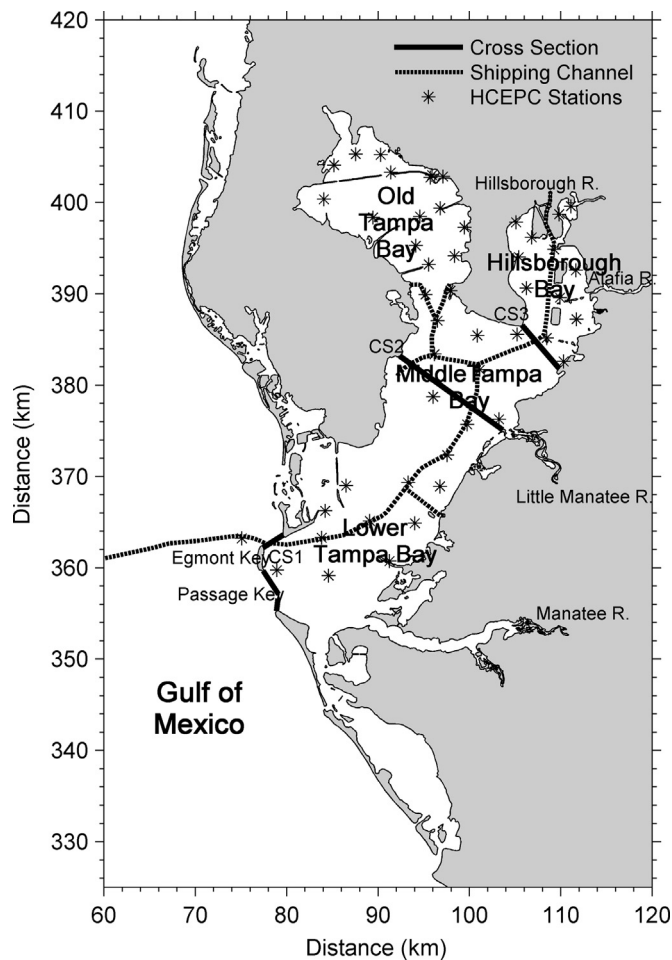 420
410
400
390
380
370
360
350
340
330
Distance (km)
Cross Section
Shipping Channel
HCEPC Stations
Hillsborough R.
Old
Tampa
Bay
Hillsborough
Bay
Alafia R.
CS3
CS2
MiddleTampa
Bay
Little Manatee R.
Lower
Tampa Bay
Egmont Key
CS1
Passage Key
Manatee R.
Gulf of
Mexico
60 70 80 90 100 110 120
Distance (km)